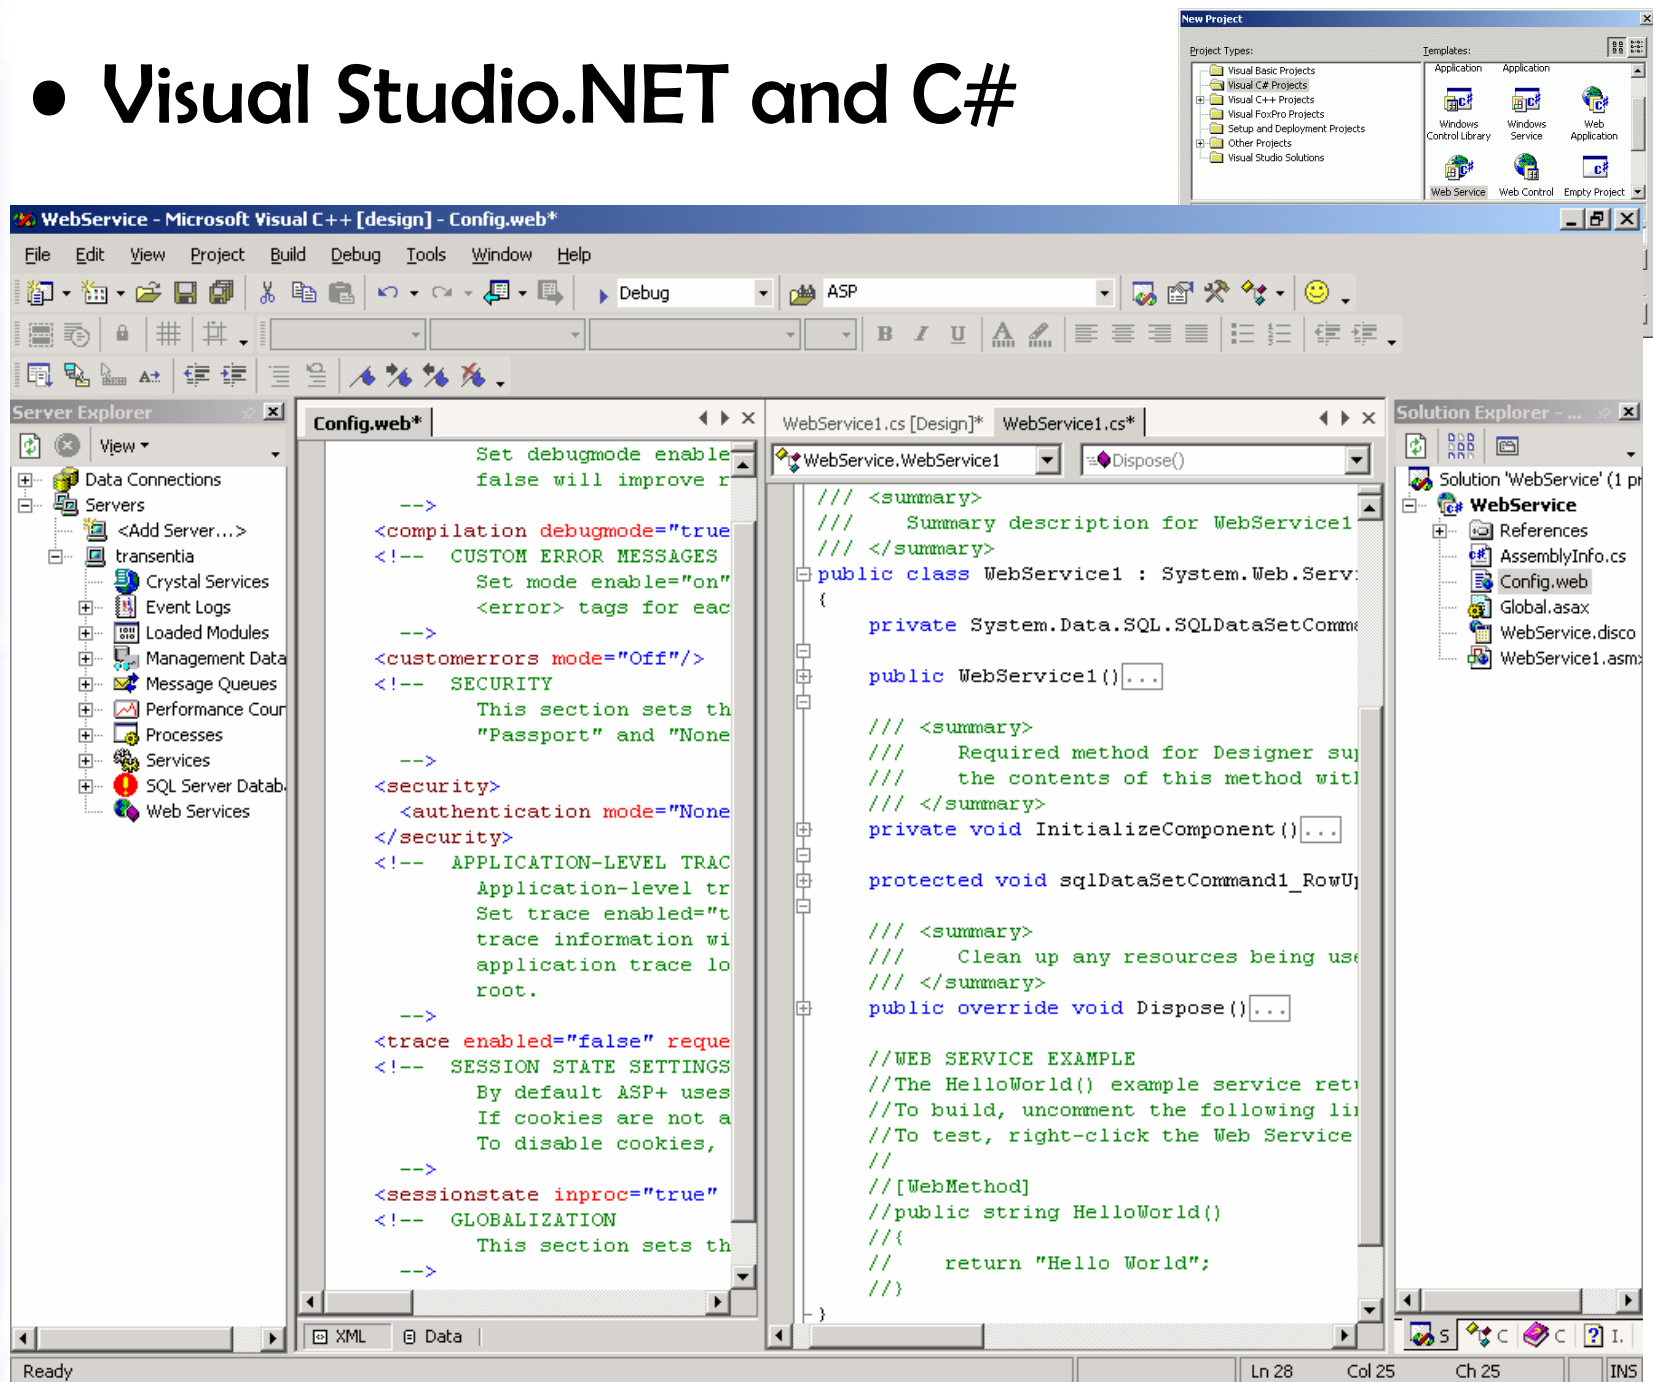 • Visual Studio.NET and C#
New Project
Project Types:
Templates:
Visual Basic Projects
Visual C# Projects
Visual C++ Projects
Visual FoxPro Projects
Setup and Deployment Projects
Other Projects
Visual Studio Solutions
Application Application
Windows Control Library
Windows Service
Web Application
Web Service
Web Control
Empty Project
WebService - Microsoft Visual C++ [design] - Config.web*
File Edit View Project Build Debug Tools Window Help
Debug ASP
B I U A
Server Explorer
View
Data Connections
Servers
<Add Server...>
transentia
Crystal Services
Event Logs
Loaded Modules
Management Data
Message Queues
Performance Cour
Processes
Services
SQL Server Datab
Web Services
Config.web*
Set debugmode enable
false will improve r
-->
<compilation debugmode="true
<!-- CUSTOM ERROR MESSAGES
Set mode enable="on"
<error> tags for eac
-->
<customerrors mode="Off"/>
<!-- SECURITY
This section sets th
"Passport" and "None
-->
<security>
<authentication mode="None
</security>
<!-- APPLICATION-LEVEL TRAC
Application-level tr
Set trace enabled="t
trace information wi
application trace lo
root.
-->
<trace enabled="false" reque
<!-- SESSION STATE SETTINGS
By default ASP+ uses
If cookies are not a
To disable cookies,
-->
<sessionstate inproc="true"
<!-- GLOBALIZATION
This section sets th
-->
XML Data
WebService1.cs [Design]* WebService1.cs*
WebService.WebService1 Dispose()
/// <summary>
/// Summary description for WebService1
/// </summary>
public class WebService1 : System.Web.Servi
{
private System.Data.SQL.SQLDataSetComma
public WebService1()...
/// <summary>
/// Required method for Designer sup
/// the contents of this method with
/// </summary>
private void InitializeComponent()...
protected void sqlDataSetCommand1_RowUp
/// <summary>
/// Clean up any resources being use
/// </summary>
public override void Dispose()...
//WEB SERVICE EXAMPLE
//The HelloWorld() example service retu
//To build, uncomment the following lin
//To test, right-click the Web Service
//
//[WebMethod]
//public string HelloWorld()
//{
// return "Hello World";
//}
}
Solution Explorer - ...
Solution 'WebService' (1 pr
WebService
References
AssemblyInfo.cs
Config.web
Global.asax
WebService.disco
WebService1.asmx
S C C I.
Ready Ln 28 Col 25 Ch 25 INS